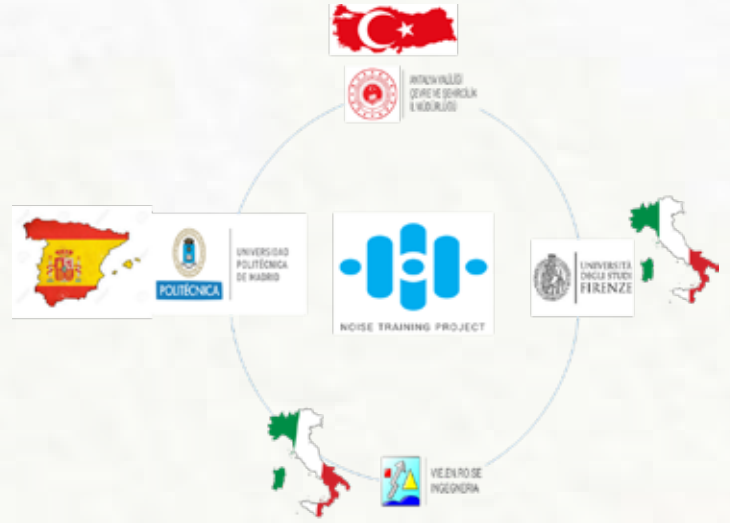 ANTALYA VALİLİĞİ
ÇEVRE VE ŞEHİRCİLİK
İL MÜDÜRLÜĞÜ
POLITÉCNICA
UNIVERSIDAD
POLITÉCNICA
DE MADRID
NOISE TRAINING PROJECT
UNIVERSITÀ
DEGLI STUDI
FIRENZE
VIE.EN.RO.SE
INGEGNERIA